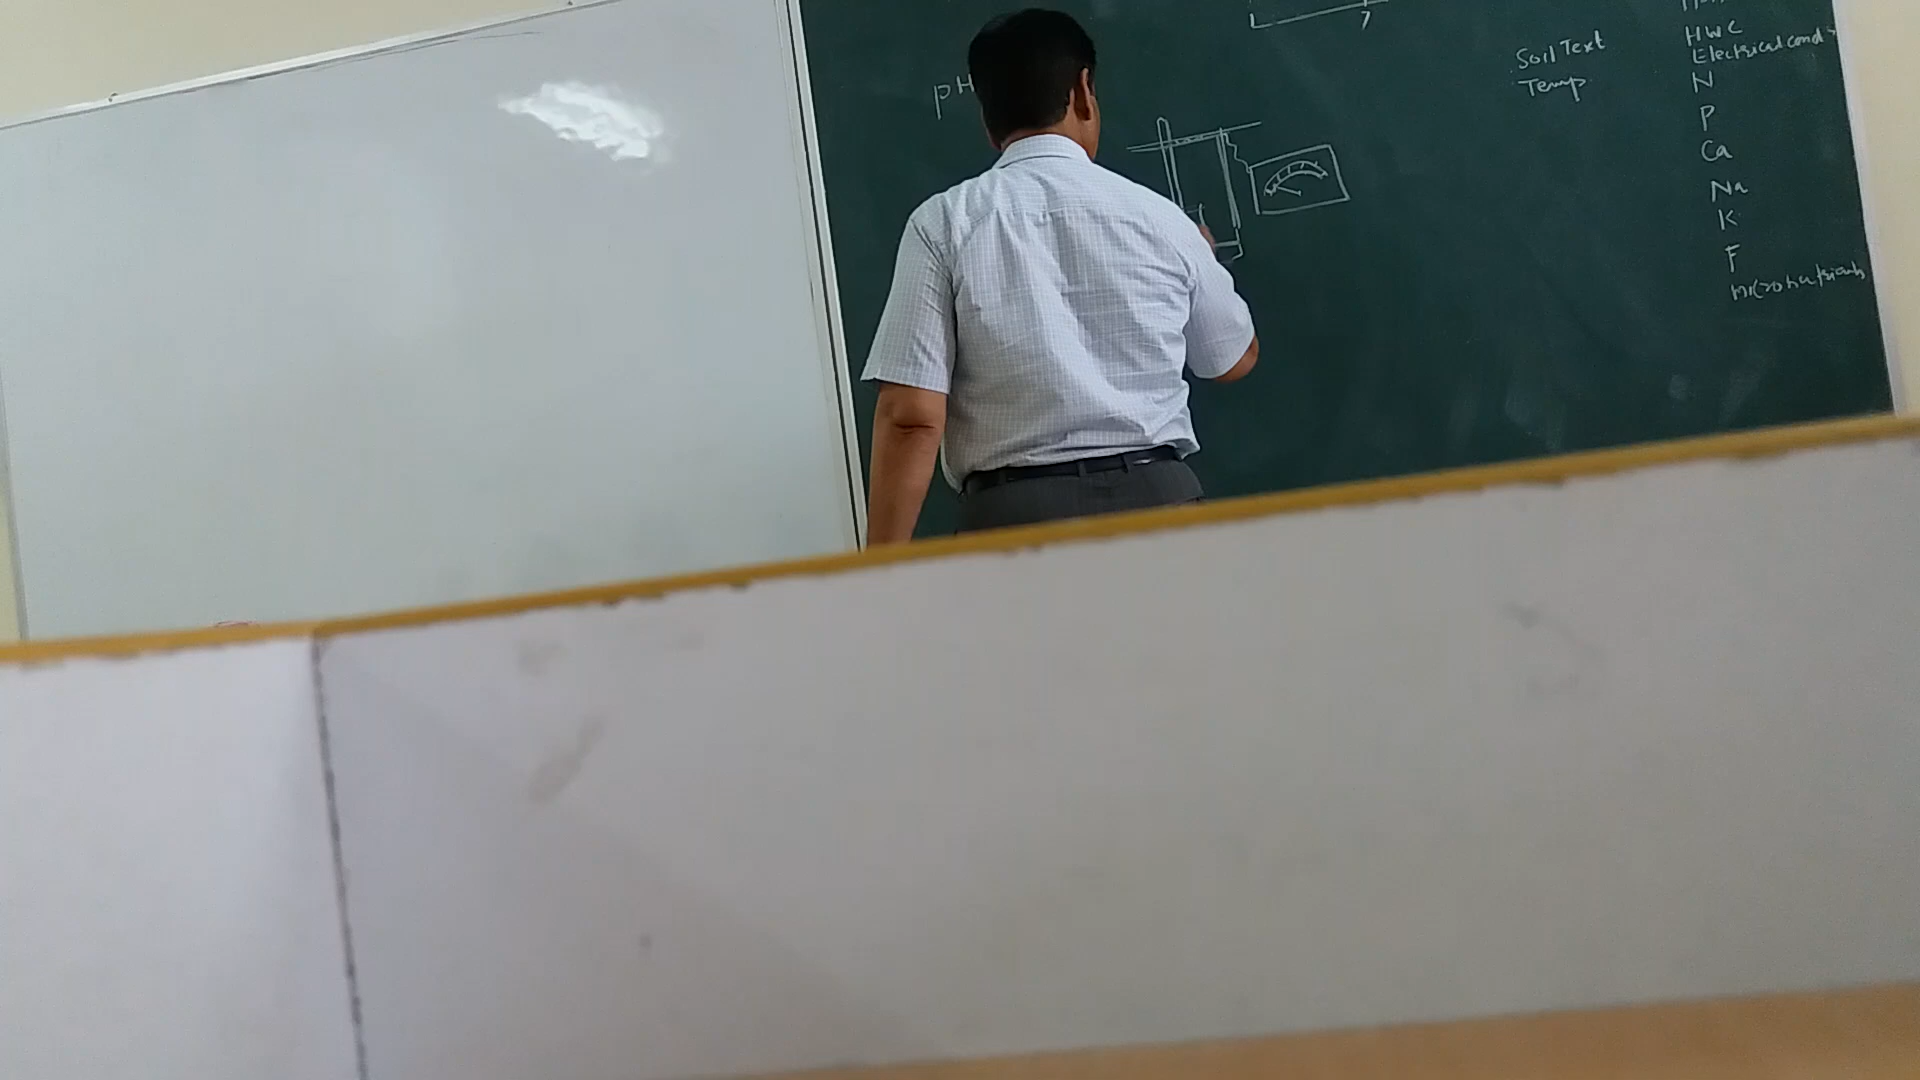 7
pH
Soil Text
Temp
HWC
Electrical cond
N
P
Ca
Na
K
F
micronutrients